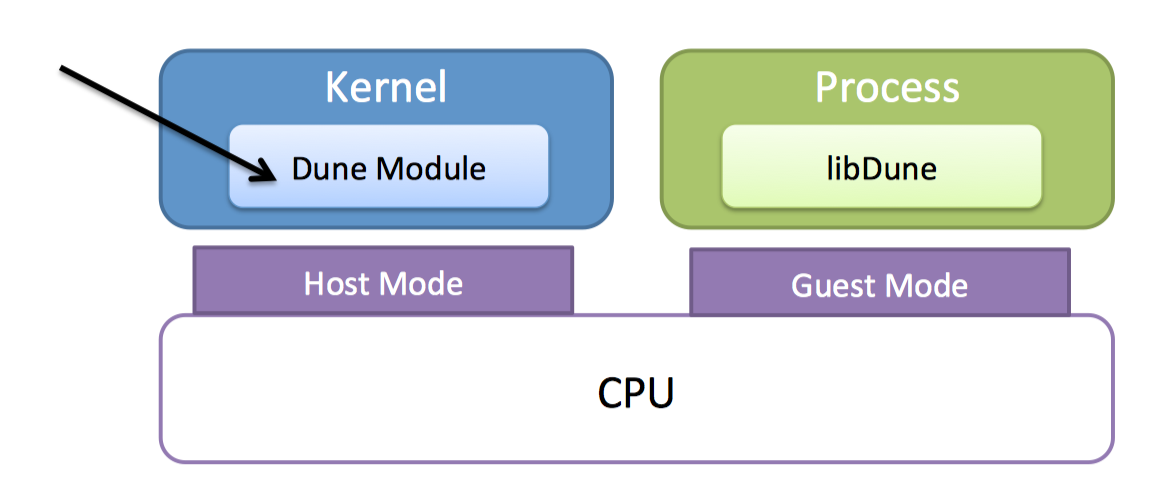 Kernel
Process
Dune Module
libDune
Host Mode
Guest Mode
CPU